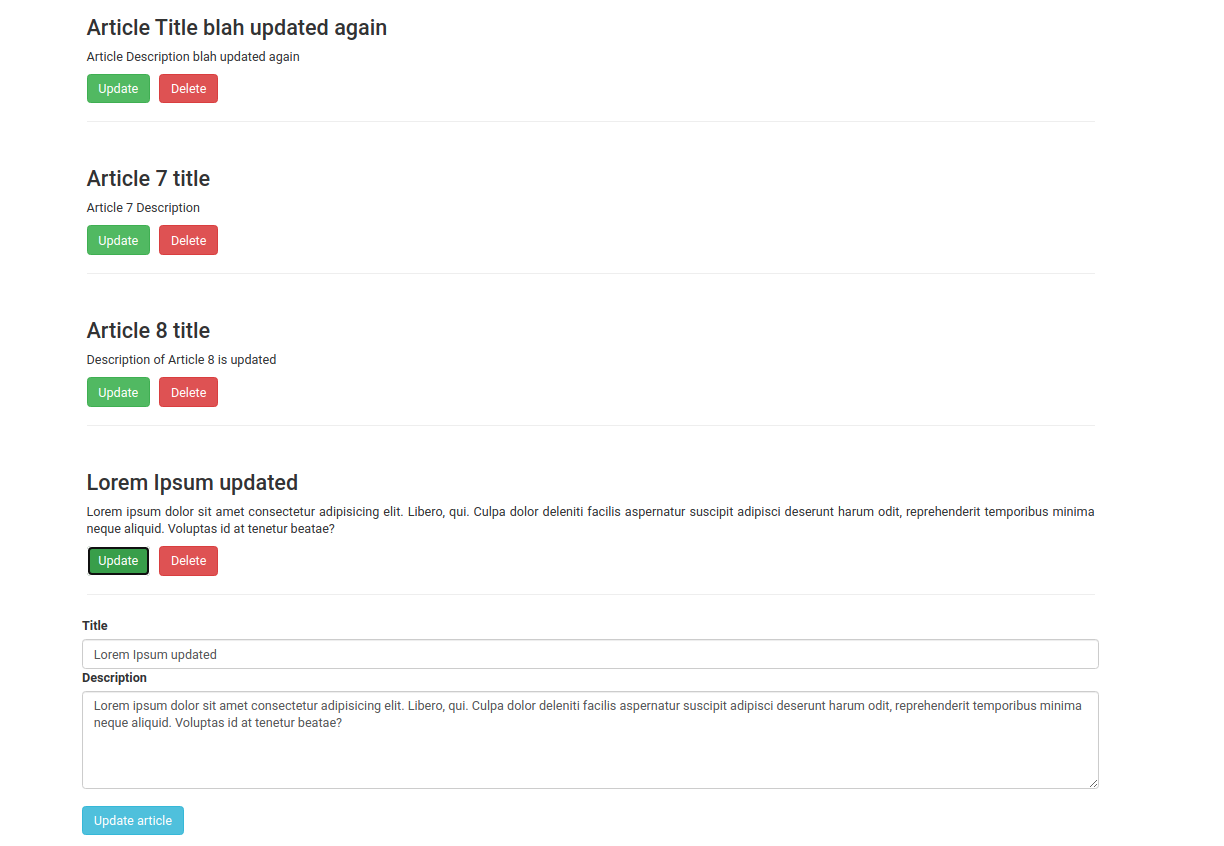 Article Title blah updated again
Article Description blah updated again
Update Delete
Article 7 title
Article 7 Description
Update Delete
Article 8 title
Description of Article 8 is updated
Update Delete
Lorem Ipsum updated
Lorem ipsum dolor sit amet consectetur adipisicing elit. Libero, qui. Culpa dolor deleniti facilis aspernatur suscipit adipisci deserunt harum odit, reprehenderit temporibus minima
neque aliquid. Voluptas id at tenetur beatae?
Update Delete
Title
Lorem Ipsum updated
Description
Lorem ipsum dolor sit amet consectetur adipisicing elit. Libero, qui. Culpa dolor deleniti facilis aspernatur suscipit adipisci deserunt harum odit, reprehenderit temporibus minima
neque aliquid. Voluptas id at tenetur beatae?
Update article